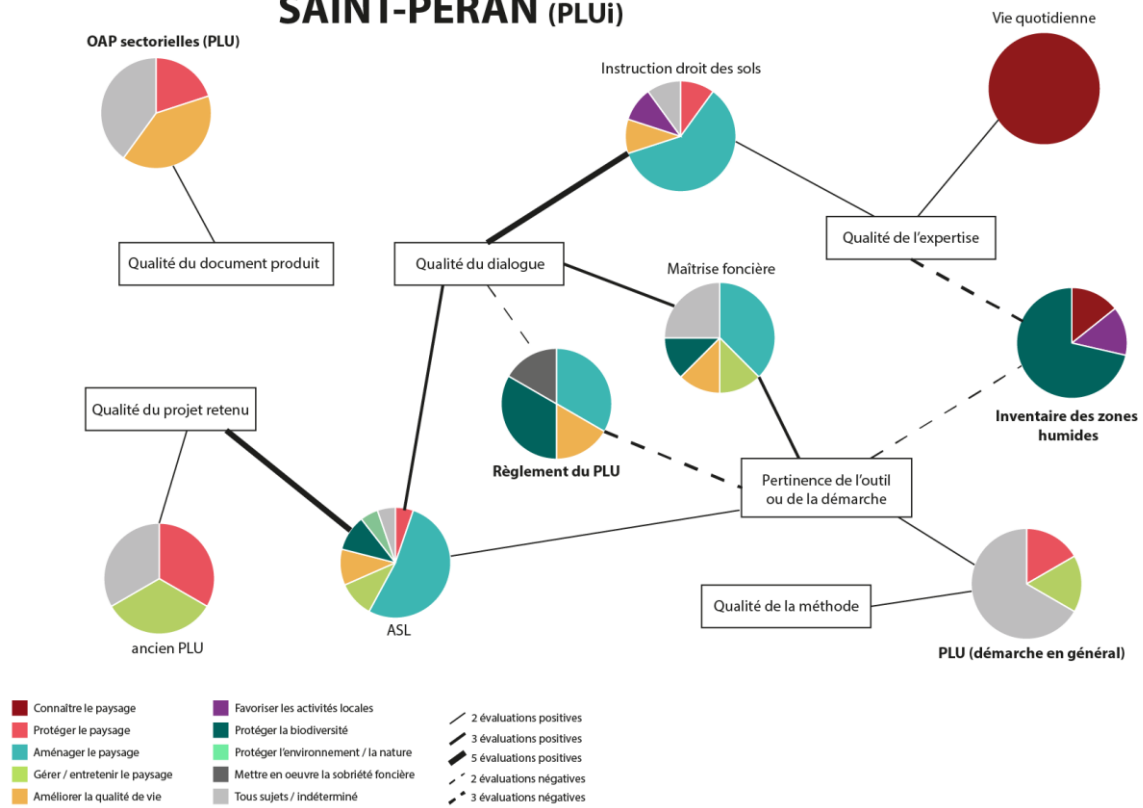 SAINT-PERAN (PLUi)
OAP sectorielles (PLU)
Vie quotidienne
Instruction droit des sols
Qualité de l'expertise
Qualité du document produit
Qualité du dialogue
Maîtrise foncière
Qualité du projet retenu
Inventaire des zones
humides
Règlement du PLU
Pertinence de l'outil
ou de la démarche
Qualité de la méthode
ASL
ancien PLU
PLU (démarche en général)
Connaître le paysage
Protéger le paysage
Aménager le paysage
Gérer / entretenir le paysage
Améliorer la qualité de vie
Favoriser les activités locales
Protéger la biodiversité
Protéger l'environnement / la nature
Mettre en oeuvre la sobriété foncière
Tous sujets / indéterminé
2 évaluations positives
3 évaluations positives
5 évaluations positives
2 évaluations négatives
3 évaluations négatives